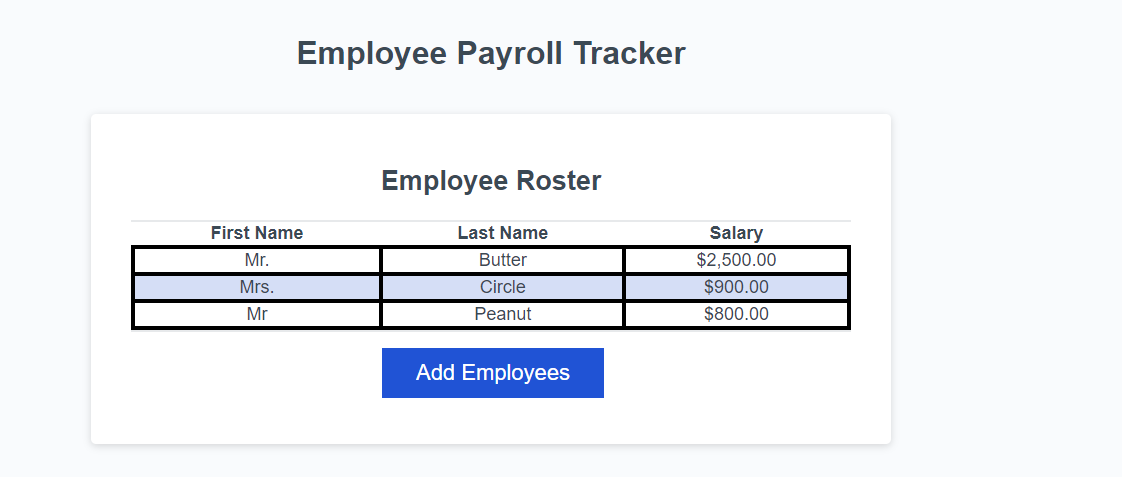 Employee Payroll Tracker
Employee Roster
First Name Last Name Salary
Mr. Butter $2,500.00
Mrs. Circle $900.00
Mr Peanut $800.00
Add Employees